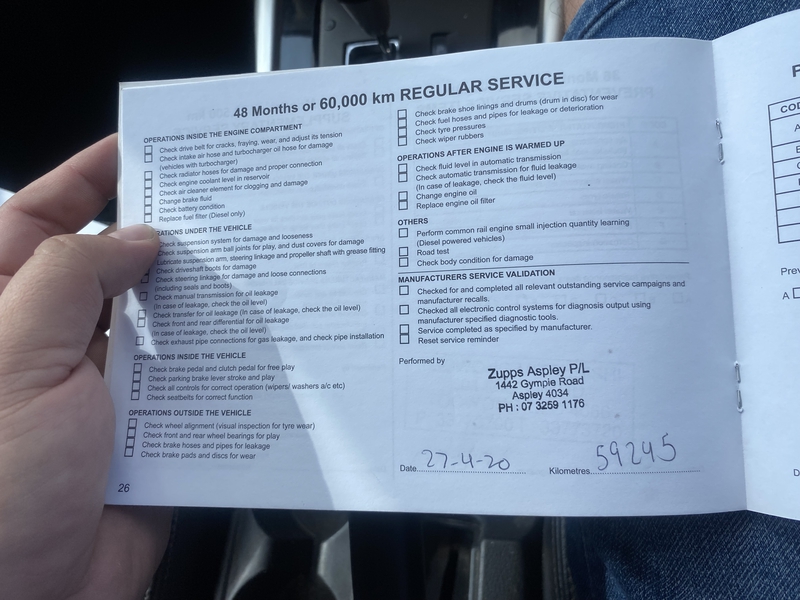 48 Months or 60,000 km REGULAR SERVICE
OPERATIONS INSIDE THE ENGINE COMPARTMENT
Check drive belt for cracks, fraying, wear, and adjust its tension
Check intake air hose and turbocharger oil hose for damage
(vehicles with turbocharger)
Check radiator hoses for damage and proper connection
Check engine coolant level in reservoir
Check air cleaner element for clogging and damage
Change brake fluid
Check battery condition
Replace fuel filter (Diesel only)
RATIONS UNDER THE VEHICLE
Check suspension system for damage and looseness
Check suspension arm ball joints for play, and dust covers for damage
Lubricate suspension arm, steering linkage and propeller shaft with grease fitting
Check driveshaft boots for damage
Check steering linkage for damage and loose connections
(including seals and boots)
Check manual transmission for oil leakage
(In case of leakage, check the oil level)
Check transfer for oil leakage (In case of leakage, check the oil level)
Check front and rear differential for oil leakage
(In case of leakage, check the oil level)
Check exhaust pipe connections for gas leakage, and check pipe installation
OPERATIONS INSIDE THE VEHICLE
Check brake pedal and clutch pedal for free play
Check parking brake lever stroke and play
Check all controls for correct operation (wipers/ washers a/c etc)
Check seatbelts for correct function
OPERATIONS OUTSIDE THE VEHICLE
Check wheel alignment (visual inspection for tyre wear)
Check front and rear wheel bearings for play
Check brake hoses and pipes for leakage
Check brake pads and discs for wear
26
Check brake shoe linings and drums (drum in disc) for wear
Check fuel hoses and pipes for leakage or deterioration
Check tyre pressures
Check wiper rubbers
OPERATIONS AFTER ENGINE IS WARMED UP
Check fluid level in automatic transmission
Check automatic transmission for fluid leakage
(In case of leakage, check the fluid level)
Change engine oil
Replace engine oil filter
OTHERS
Perform common rail engine small injection quantity learning
(Diesel powered vehicles)
Road test
Check body condition for damage
MANUFACTURERS SERVICE VALIDATION
Checked for and completed all relevant outstanding service campaigns and
manufacturer recalls.
Checked all electronic control systems for diagnosis output using
manufacturer specified diagnostic tools.
Service completed as specified by manufacturer.
Reset service reminder
Performed by
Zupps Aspley P/L
1442 Gympie Road
Aspley 4034
PH : 07 3259 1176
Date 27-4-20 Kilometres 59245
COD
Prev
A
D